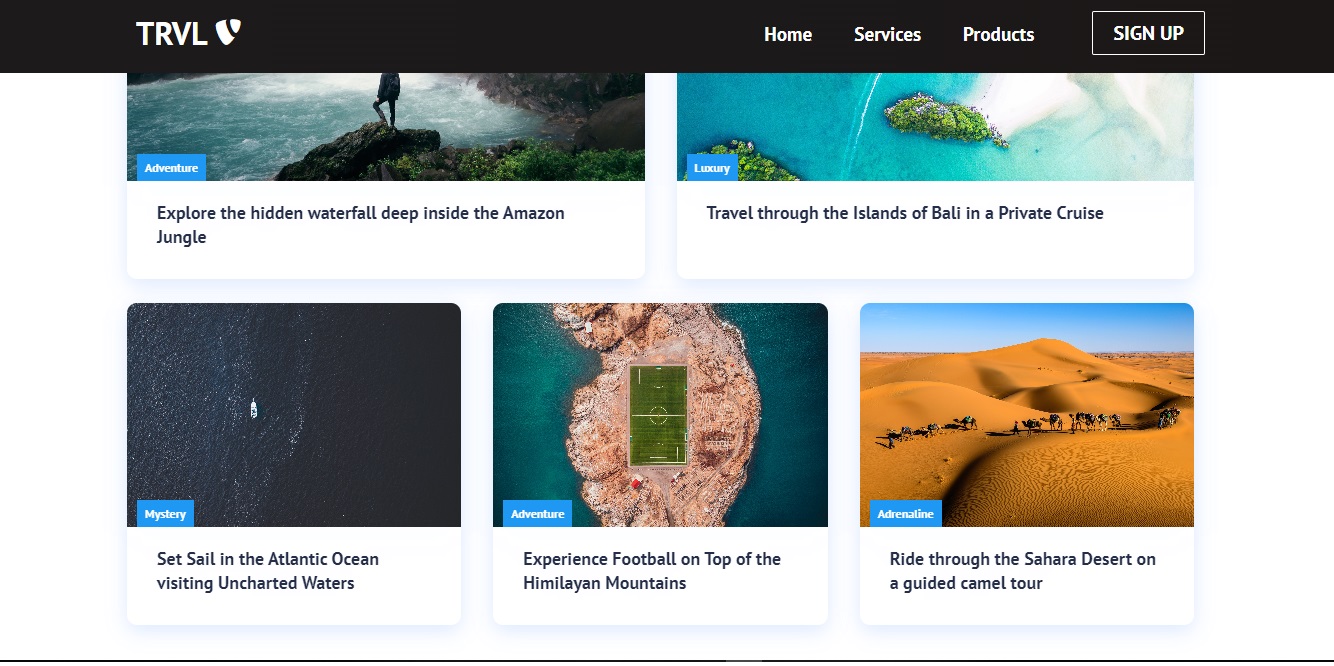 TRVL
Home
Services
Products
SIGN UP
Adventure
Explore the hidden waterfall deep inside the Amazon
Jungle
Luxury
Travel through the Islands of Bali in a Private Cruise
Mystery
Set Sail in the Atlantic Ocean
visiting Uncharted Waters
Adventure
Experience Football on Top of the
Himilayan Mountains
Adrenaline
Ride through the Sahara Desert on
a guided camel tour